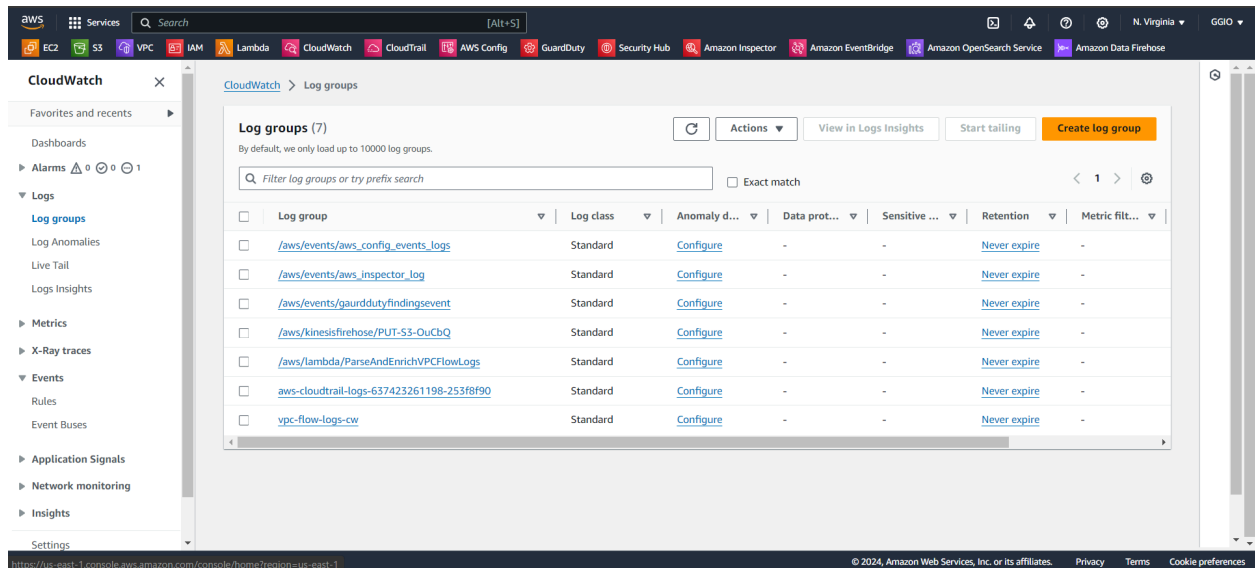 aws Services Search [Alt+S] N. Virginia GGIO
EC2 S3 VPC IAM Lambda CloudWatch CloudTrail AWS Config GuardDuty Security Hub Amazon Inspector Amazon EventBridge Amazon OpenSearch Service Amazon Data Firehose
CloudWatch
Favorites and recents
Dashboards
Alarms 0 0 1
Logs
Log groups
Log Anomalies
Live Tail
Logs Insights
Metrics
X-Ray traces
Events
Rules
Event Buses
Application Signals
Network monitoring
Insights
Settings
CloudWatch > Log groups
Log groups (7)
By default, we only load up to 10000 log groups.
Actions View in Logs Insights Start tailing Create log group
Filter log groups or try prefix search Exact match 1
Log group Log class Anomaly d... Data prot... Sensitive ... Retention Metric filt...
/aws/events/aws_config_events_logs Standard Configure - - Never expire -
/aws/events/aws_inspector_log Standard Configure - - Never expire -
/aws/events/gaurddutyfindingsevent Standard Configure - - Never expire -
/aws/kinesisfirehose/PUT-S3-OuCbQ Standard Configure - - Never expire -
/aws/lambda/ParseAndEnrichVPCFlowLogs Standard Configure - - Never expire -
aws-cloudtrail-logs-637423261198-253f8f90 Standard Configure - - Never expire -
vpc-flow-logs-cw Standard Configure - - Never expire -
https://us-east-1.console.aws.amazon.com/console/home?region=us-east-1
© 2024, Amazon Web Services, Inc. or its affiliates. Privacy Terms Cookie preferences